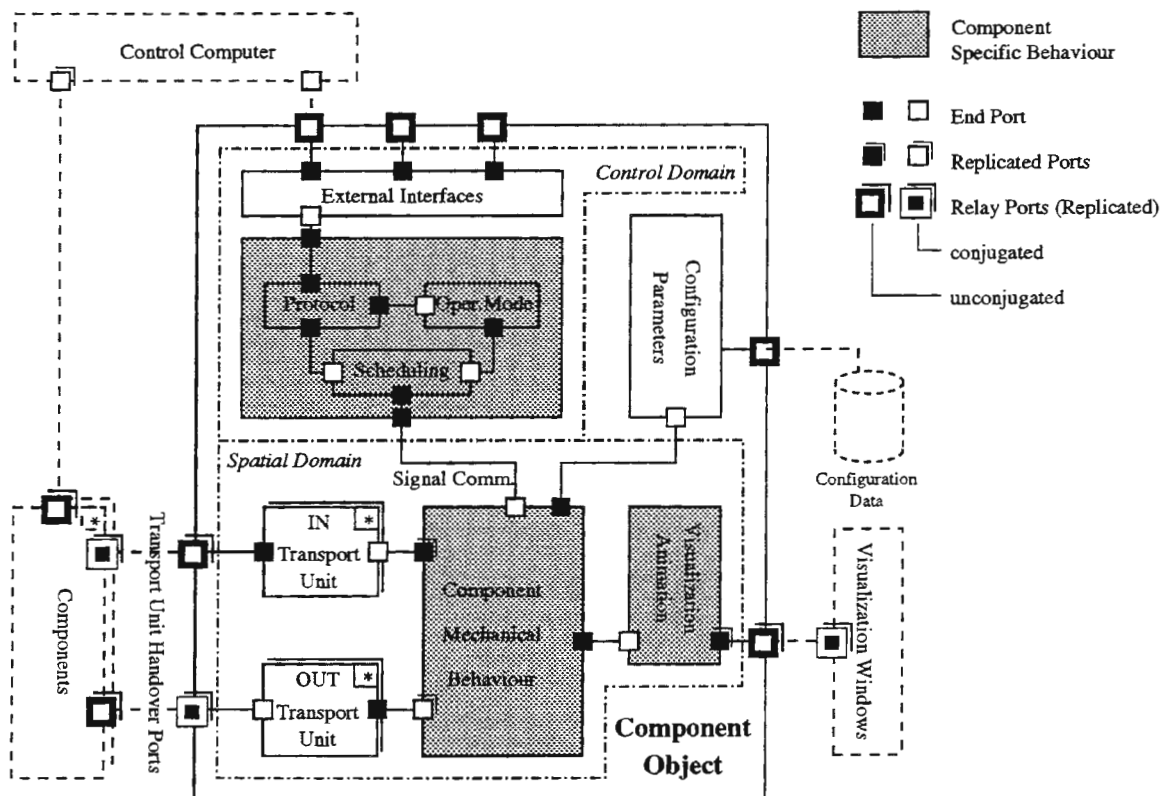 Control Computer
Component
Specific Behaviour
End Port
Replicated Ports
Relay Ports (Replicated)
conjugated
unconjugated
Control Domain
External Interfaces
Protocol
Oper.Mode
Scheduling
Configuration
Parameters
Configuration
Data
Spatial Domain
Signal Comm.
IN
*
Transport
Unit
OUT
*
Transport
Unit
Component
Mechanical
Behaviour
Visualization
Animation
Visualization Windows
*
Components
Transport Unit Handover Ports
Component
Object